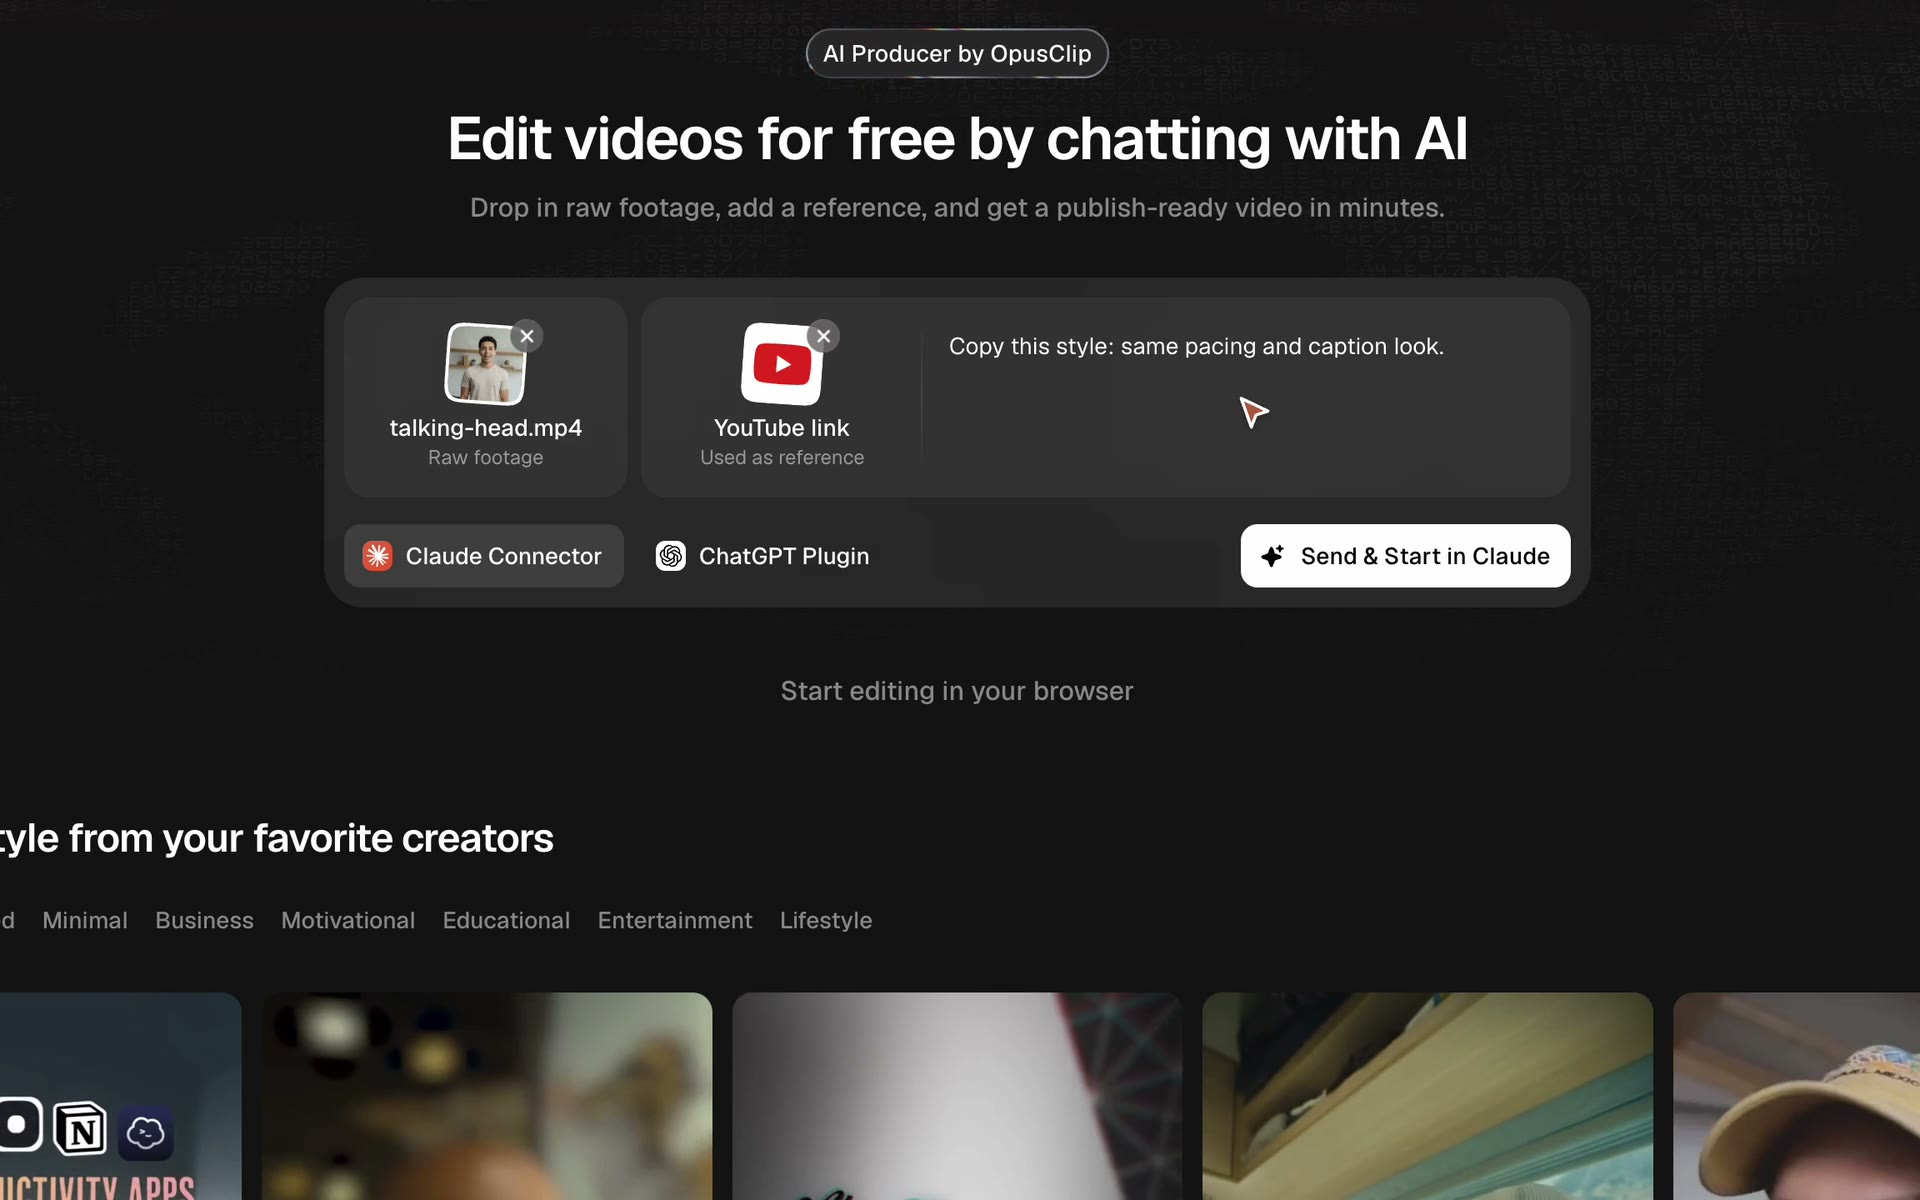 AI Producer by OpusClip
Edit videos for free by chatting with AI
Drop in raw footage, add a reference, and get a publish-ready video in minutes.
Copy this style: same pacing and caption look.
talking-head.mp4
Raw footage
YouTube link
Used as reference
Claude Connector
ChatGPT Plugin
Send & Start in Claude
Start editing in your browser
tyle from your favorite creators
d Minimal Business Motivational Educational Entertainment Lifestyle
N
UCTIVITY APPS